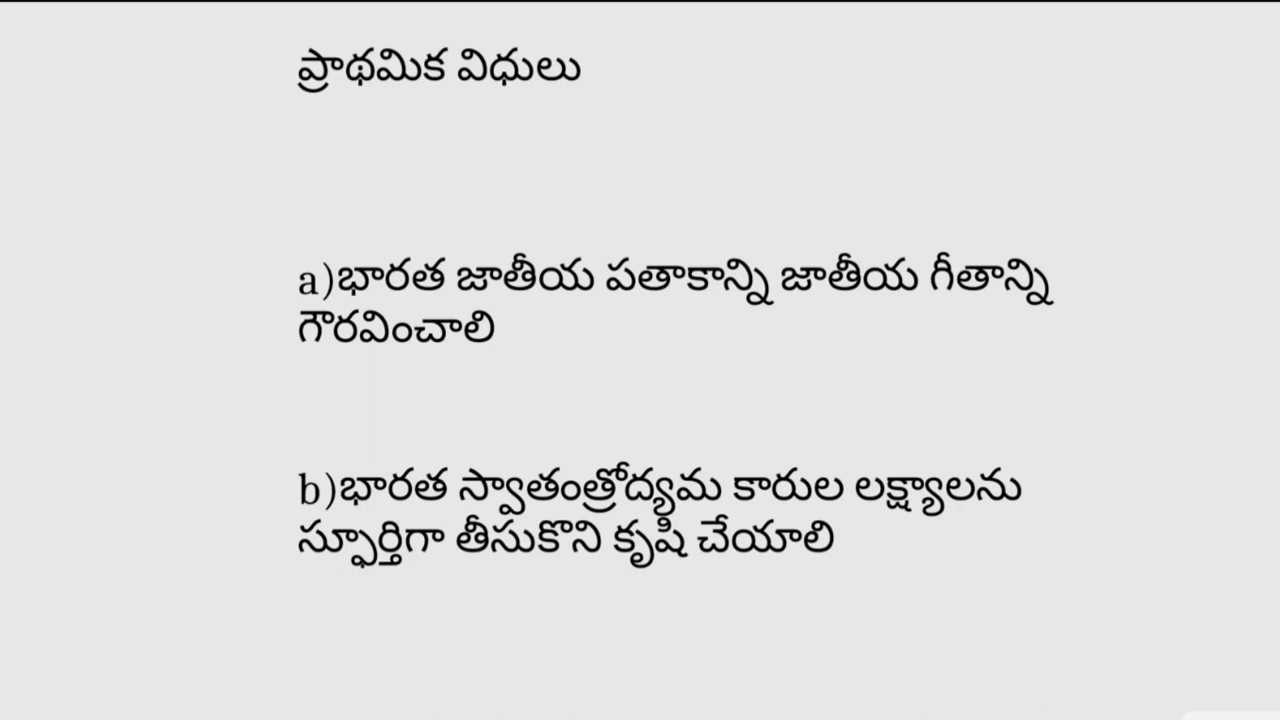 ప్రాథమిక విధులు
a)భారత జాతీయ పతాకాన్ని జాతీయ గీతాన్ని
గౌరవించాలి
b)భారత స్వాతంత్రోద్యమ కారుల లక్ష్యాలను
స్ఫూర్తిగా తీసుకొని కృషి చేయాలి